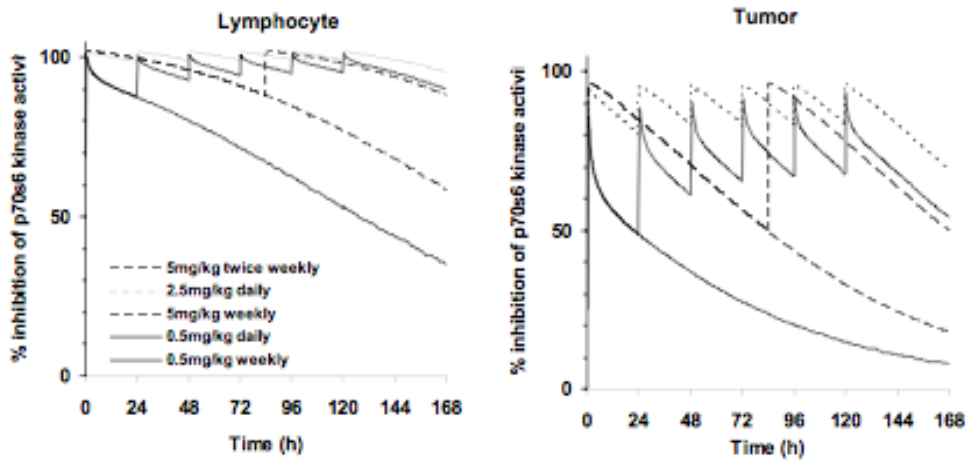 Lymphocyte
% inhibition of p70s6 kinase activi
100
50
0
5mg/kg twice weekly
2.5mg/kg daily
5mg/kg weekly
0.5mg/kg daily
0.5mg/kg weekly
0 24 48 72 96 120 144 168
Time (h)
Tumor
% inhibition of p70s6 kinase activi
100
50
0
0 24 48 72 96 120 144 168
Time (h)